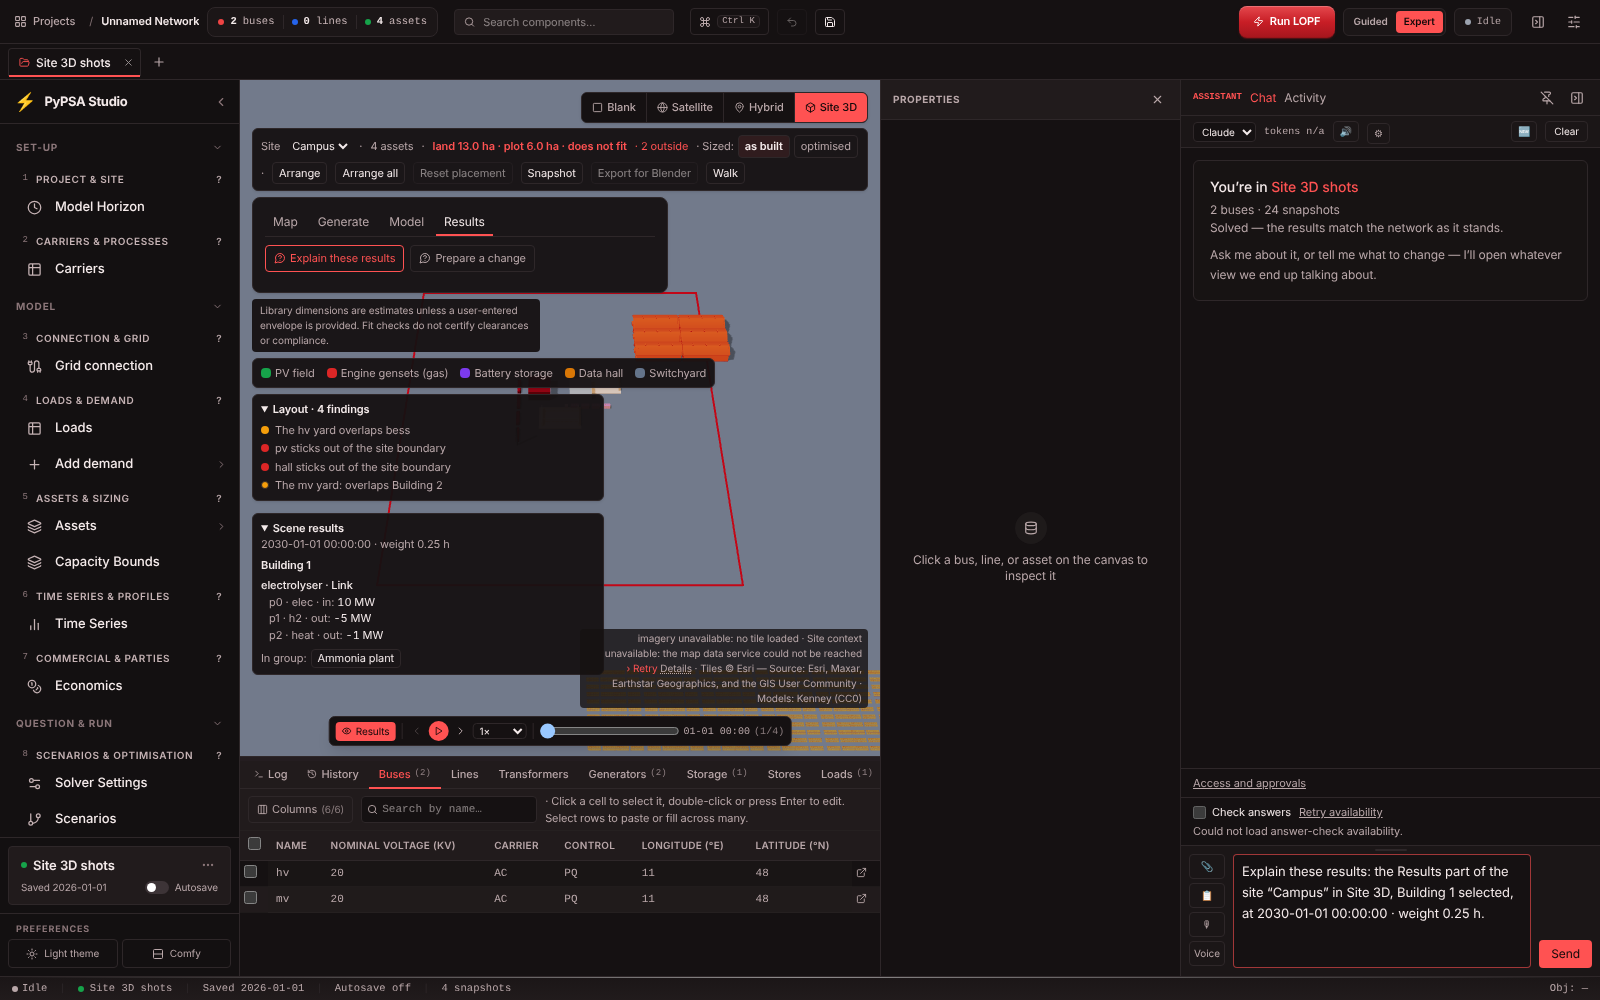 Projects / Unnamed Network
2 buses
0 lines
4 assets
Search components...
Ctrl K
Run LOPF
Guided
Expert
Idle
Site 3D shots
PyPSA Studio
SET-UP
1 PROJECT & SITE ?
Model Horizon
2 CARRIERS & PROCESSES ?
Carriers
MODEL
3 CONNECTION & GRID ?
Grid connection
4 LOADS & DEMAND ?
Loads
Add demand
5 ASSETS & SIZING ?
Assets
Capacity Bounds
6 TIME SERIES & PROFILES ?
Time Series
7 COMMERCIAL & PARTIES ?
Economics
QUESTION & RUN
8 SCENARIOS & OPTIMISATION ?
Solver Settings
Scenarios
Site 3D shots
Saved 2026-01-01
Autosave
PREFERENCES
Light theme
Comfy
Blank
Satellite
Hybrid
Site 3D
Site Campus · 4 assets · land 13.0 ha · plot 6.0 ha · does not fit · 2 outside · Sized: as built optimised
· Arrange Arrange all Reset placement Snapshot Export for Blender Walk
Map Generate Model Results
Explain these results
Prepare a change
Library dimensions are estimates unless a user-entered
envelope is provided. Fit checks do not certify clearances
or compliance.
PV field Engine gensets (gas) Battery storage Data hall Switchyard
▼ Layout · 4 findings
The hv yard overlaps bess
pv sticks out of the site boundary
hall sticks out of the site boundary
The mv yard: overlaps Building 2
▼ Scene results
2030-01-01 00:00:00 · weight 0.25 h
Building 1
electrolyser · Link
p0 · elec · in: 10 MW
p1 · h2 · out: -5 MW
p2 · heat · out: -1 MW
In group: Ammonia plant
imagery unavailable: no tile loaded · Site context
unavailable: the map data service could not be reached
› Retry Details · Tiles © Esri — Source: Esri, Maxar,
Earthstar Geographics, and the GIS User Community ·
Models: Kenney (CC0)
Results
1×
01-01 00:00 (1/4)
Log
History
Buses (2)
Lines
Transformers
Generators (2)
Storage (1)
Stores
Loads (1)
Columns (6/6)
Search by name…
· Click a cell to select it, double-click or press Enter to edit.
Select rows to paste or fill across many.
NAME NOMINAL VOLTAGE (KV) CARRIER CONTROL LONGITUDE (°E) LATITUDE (°N)
hv 20 AC PQ 11 48
mv 20 AC PQ 11 48
PROPERTIES
Click a bus, line, or asset on the canvas to
inspect it
ASSISTANT Chat Activity
Claude
tokens n/a
Clear
You're in Site 3D shots
2 buses · 24 snapshots
Solved — the results match the network as it stands.
Ask me about it, or tell me what to change — I'll open whatever
view we end up talking about.
Access and approvals
Check answers Retry availability
Could not load answer-check availability.
Voice
Explain these results: the Results part of the
site “Campus” in Site 3D, Building 1 selected,
at 2030-01-01 00:00:00 · weight 0.25 h.
Send
Idle
Site 3D shots
Saved 2026-01-01
Autosave off
4 snapshots
Obj: —